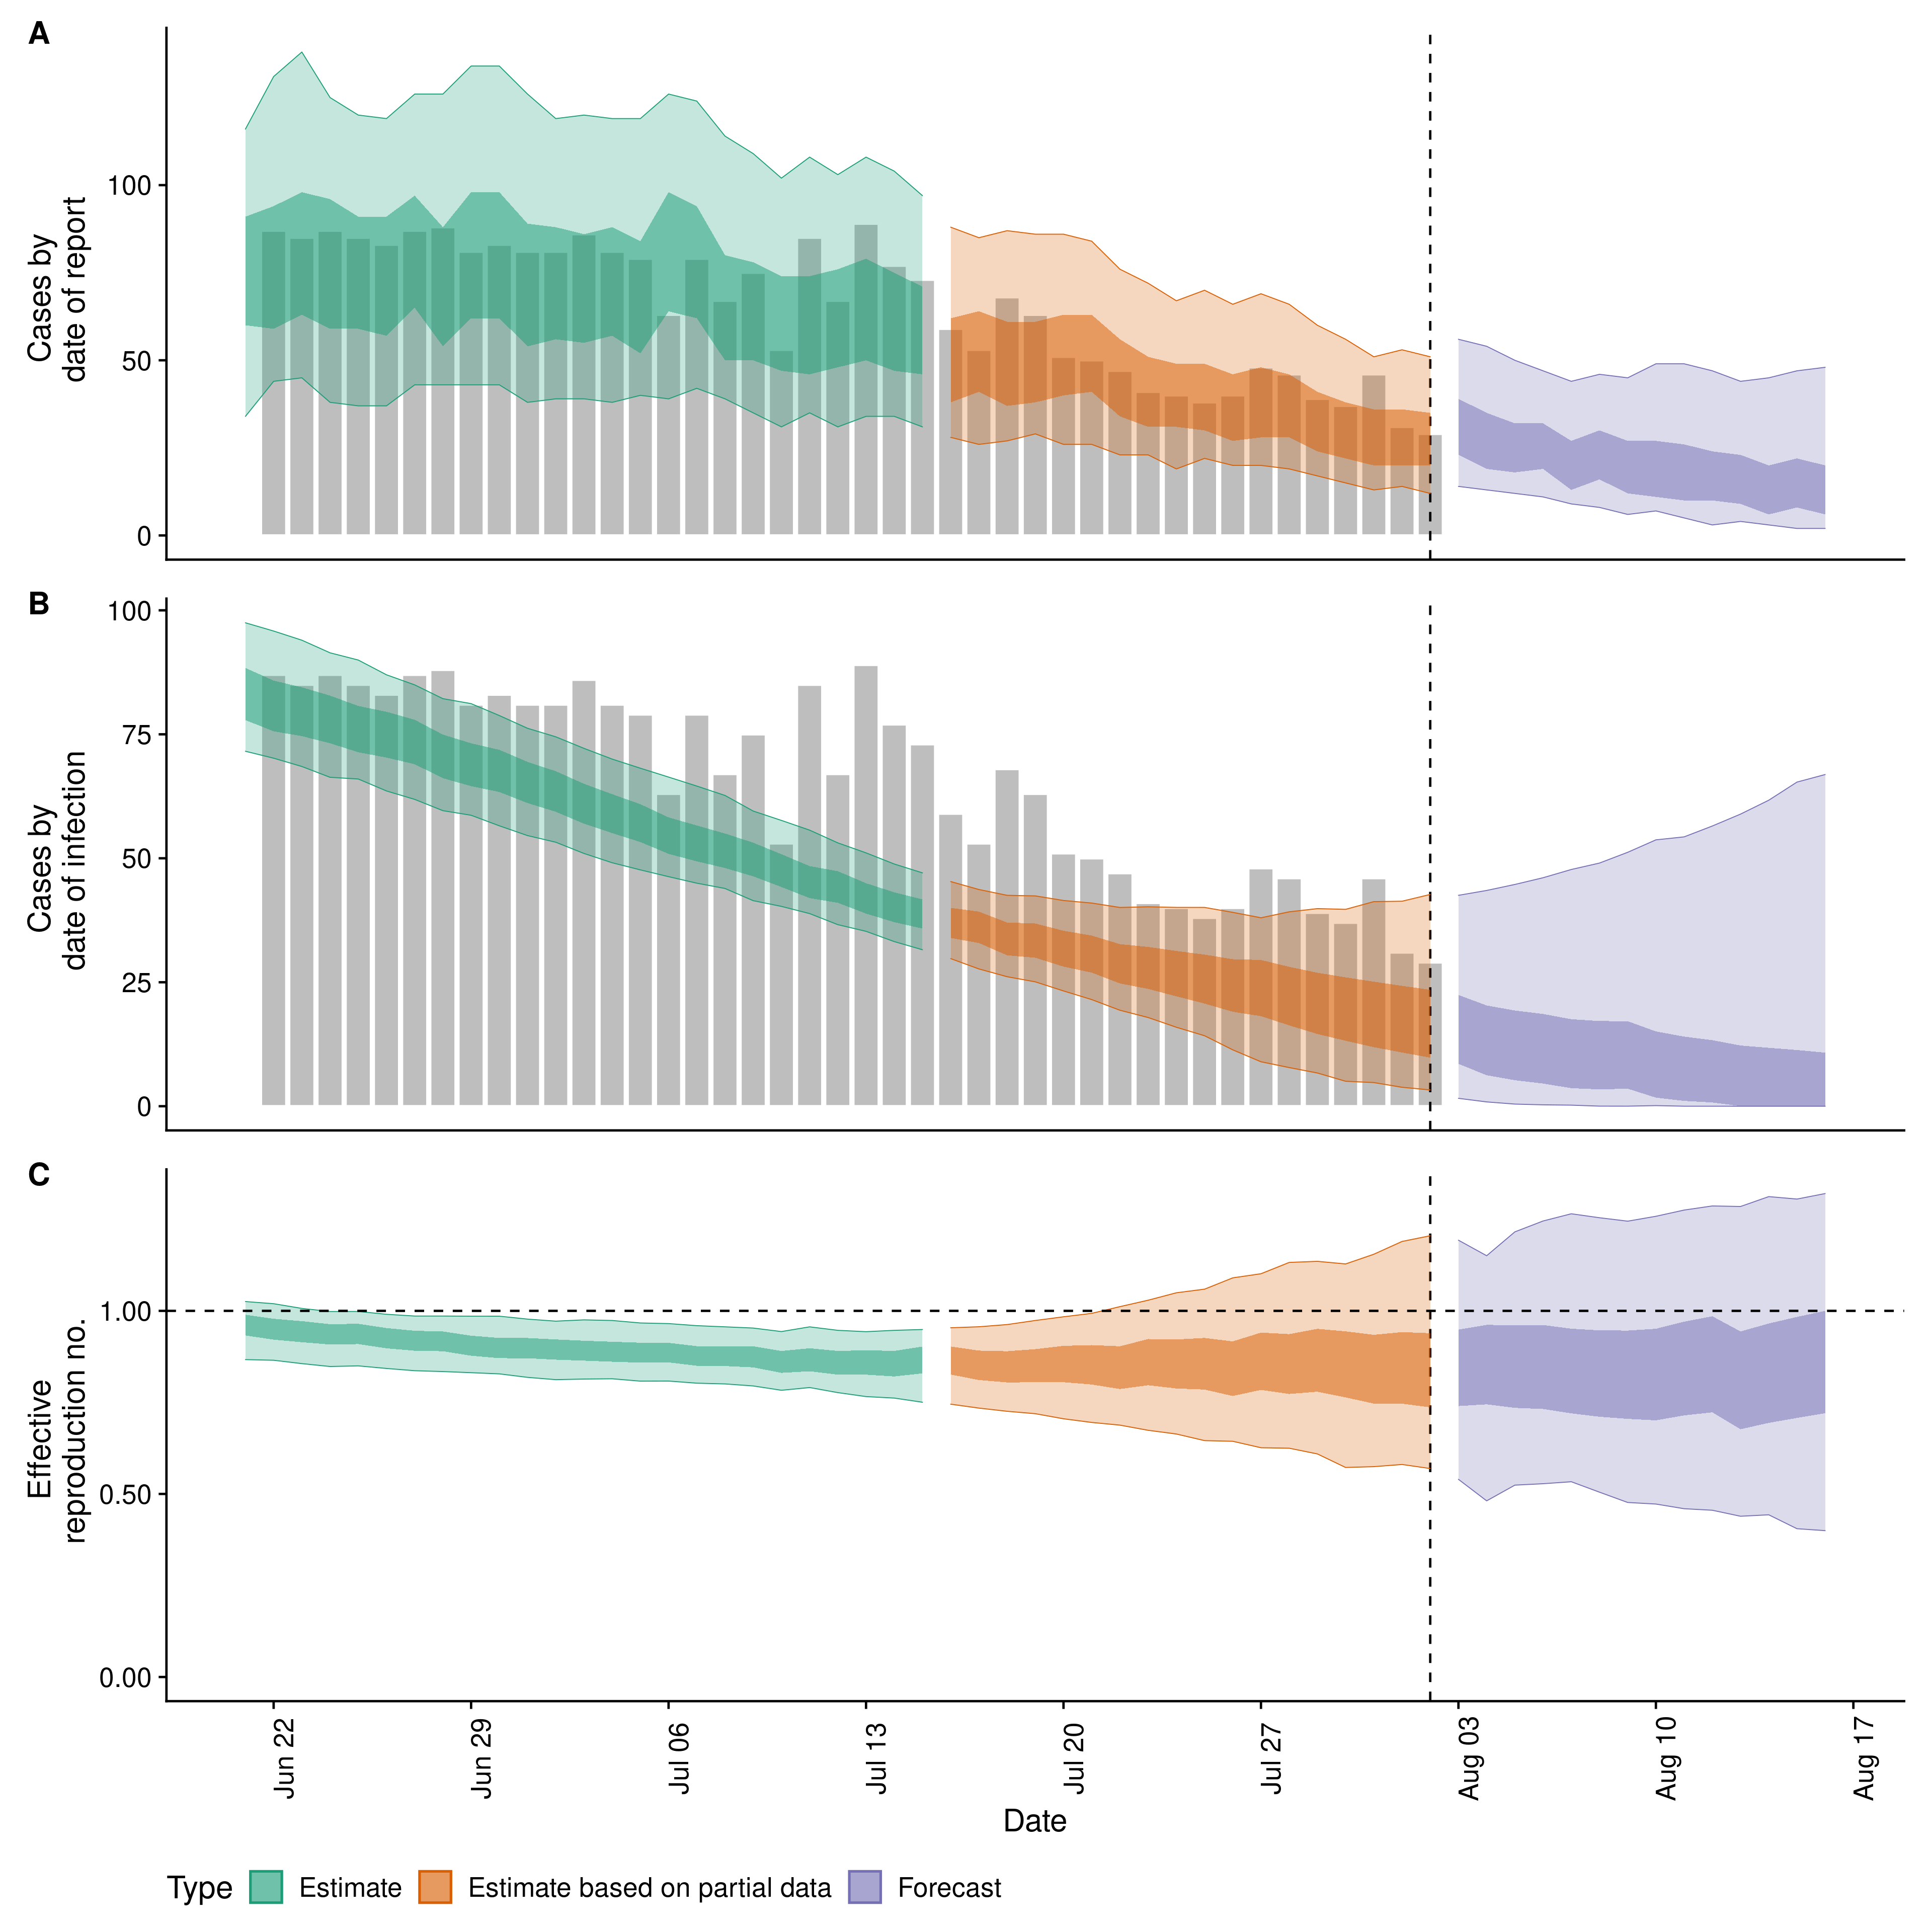 A
Cases by
date of report
100
50
0
B
Cases by
date of infection
100
75
50
25
0
C
Effective
reproduction no.
1.00
0.50
0.00
Jun 22
Jun 29
Jul 06
Jul 13
Jul 20
Jul 27
Aug 03
Aug 10
Aug 17
Date
Type Estimate Estimate based on partial data Forecast